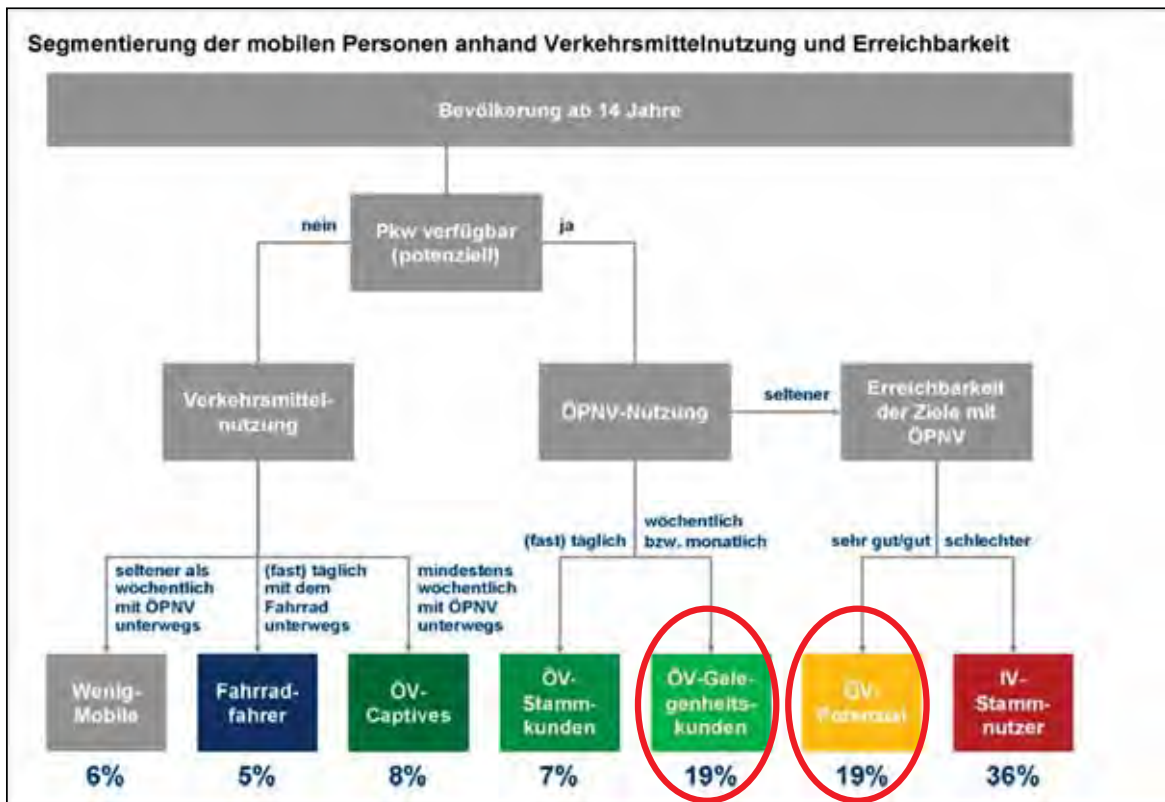 Segmentierung der mobilen Personen anhand Verkehrsmittelnutzung und Erreichbarkeit
Bevölkerung ab 14 Jahre
nein
Pkw verfügbar
(potenziell)
ja
Verkehrsmittel-
nutzung
ÖPNV-Nutzung
seltener
Erreichbarkeit
der Ziele mit
ÖPNV
seltener als
wöchentlich
mit ÖPNV
unterwegs
(fast) täglich
mit dem
Fahrrad
unterwegs
mindestens
wöchentlich
mit ÖPNV
unterwegs
(fast) täglich
wöchentlich
bzw. monatlich
sehr gut/gut
schlechter
Wenig-
Mobile
Fahrrad-
fahrer
ÖV-
Captives
ÖV-
Stamm-
kunden
ÖV-Gele-
genheits-
kunden
ÖV-
Potenzial
IV-
Stamm-
nutzer
6%
5%
8%
7%
19%
19%
36%